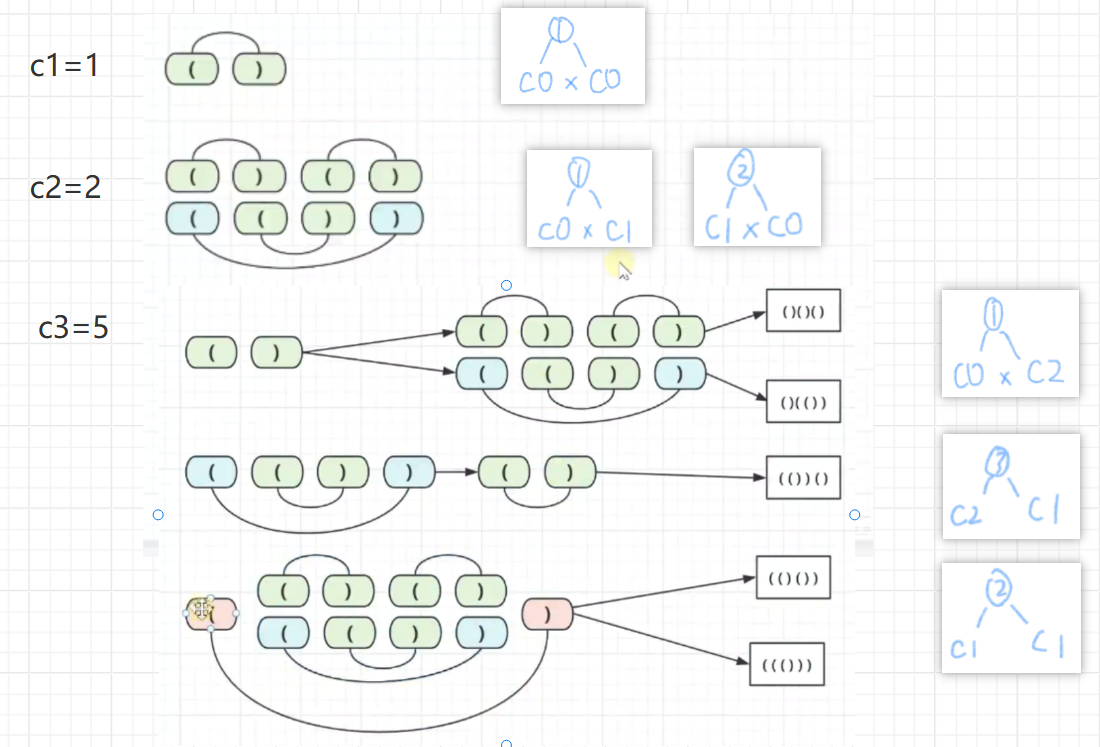 c1=1
( )
①
C0 x C0
c2=2
( ) ( )
( ( ) )
①
C0 x C1
②
C1 x C0
c3=5
( )
( ) ( )
( ( ) )
()()()
()(())
①
C0 x C2
( ( ) ) ( )
(())()
③
C2 C1
(
( ) ( )
( ( ) )
)
(()())
((()))
②
C1 C1